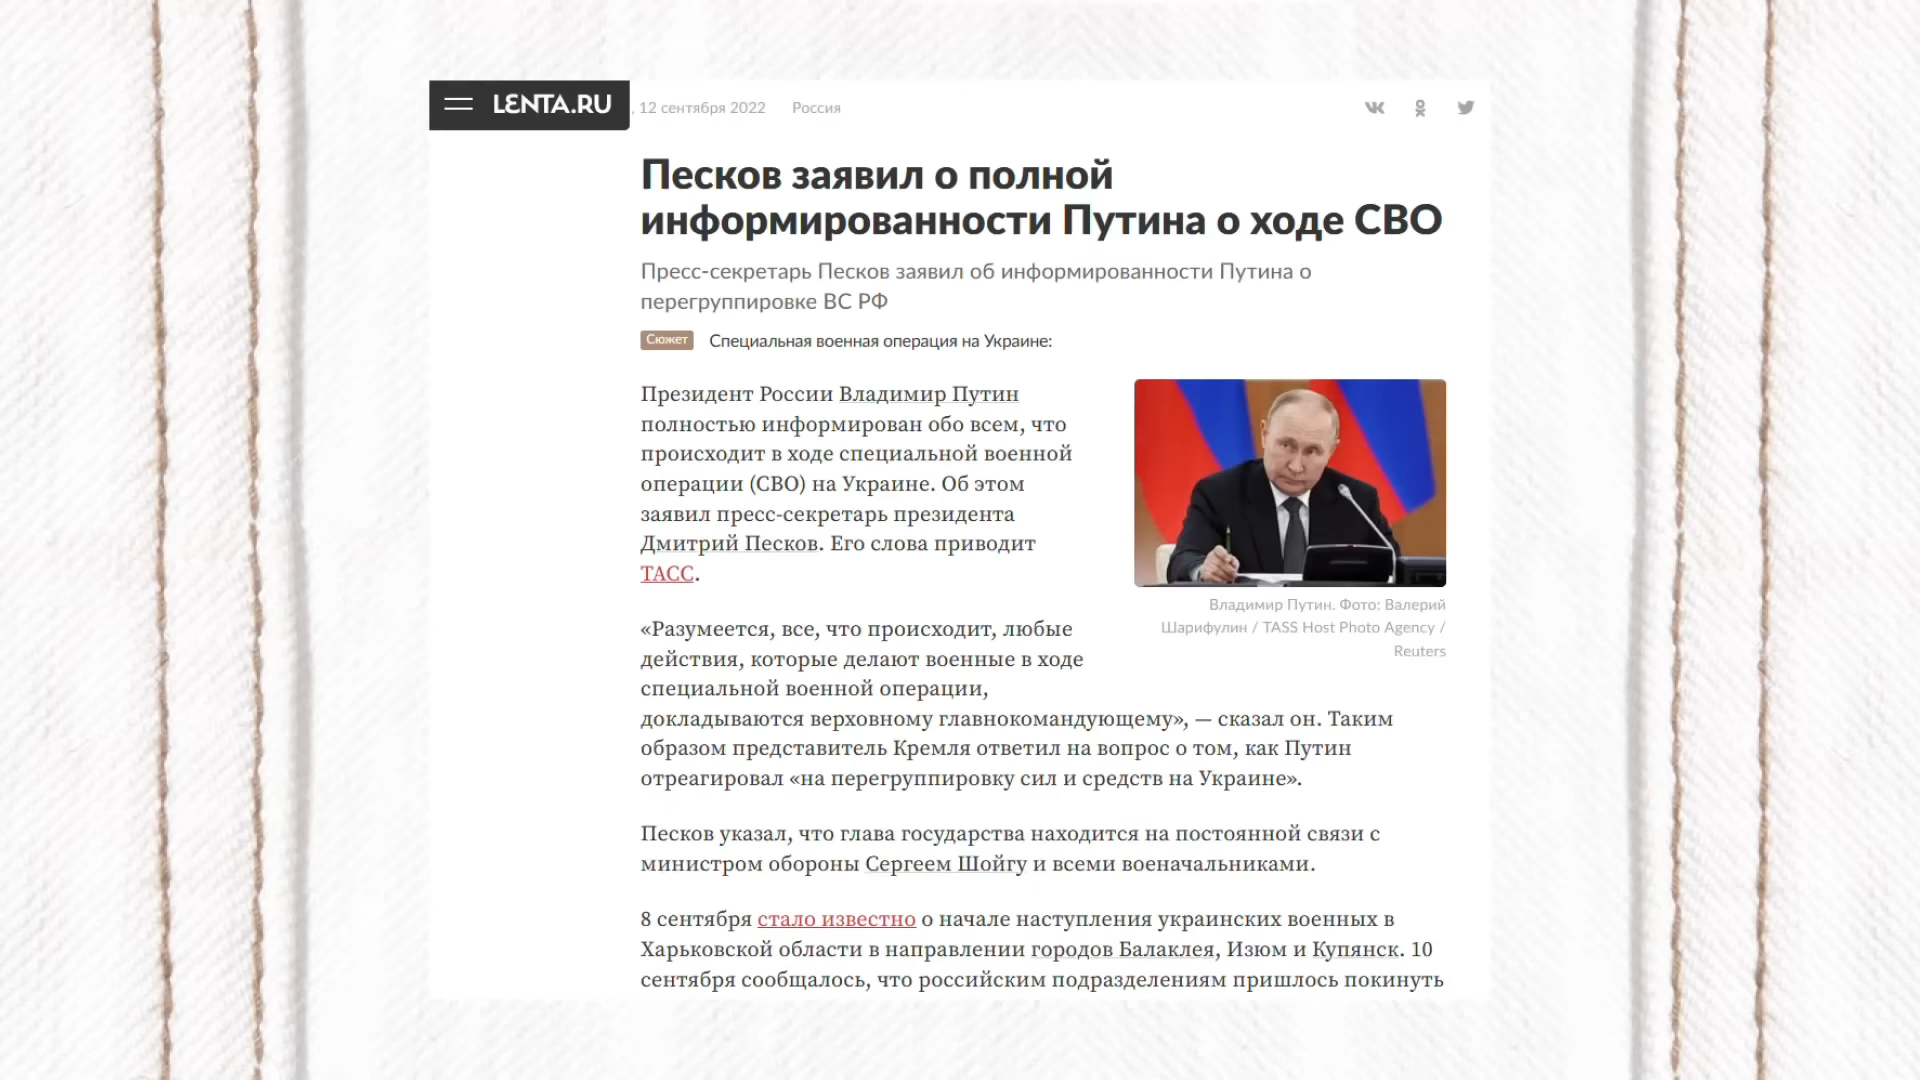 LENTA.RU
, 12 сентября 2022 Россия
Песков заявил о полной
информированности Путина о ходе СВО
Пресс-секретарь Песков заявил об информированности Путина о
перегруппировке ВС РФ
Сюжет Специальная военная операция на Украине:
Президент России Владимир Путин
полностью информирован обо всем, что
происходит в ходе специальной военной
операции (СВО) на Украине. Об этом
заявил пресс-секретарь президента
Дмитрий Песков. Его слова приводит
ТАСС.
Владимир Путин. Фото: Валерий
Шарифулин / TASS Host Photo Agency /
Reuters
«Разумеется, все, что происходит, любые
действия, которые делают военные в ходе
специальной военной операции,
докладываются верховному главнокомандующему», — сказал он. Таким
образом представитель Кремля ответил на вопрос о том, как Путин
отреагировал «на перегруппировку сил и средств на Украине».
Песков указал, что глава государства находится на постоянной связи с
министром обороны Сергеем Шойгу и всеми военачальниками.
8 сентября стало известно о начале наступления украинских военных в
Харьковской области в направлении городов Балаклея, Изюм и Купянск. 10
сентября сообщалось, что российским подразделениям пришлось покинуть